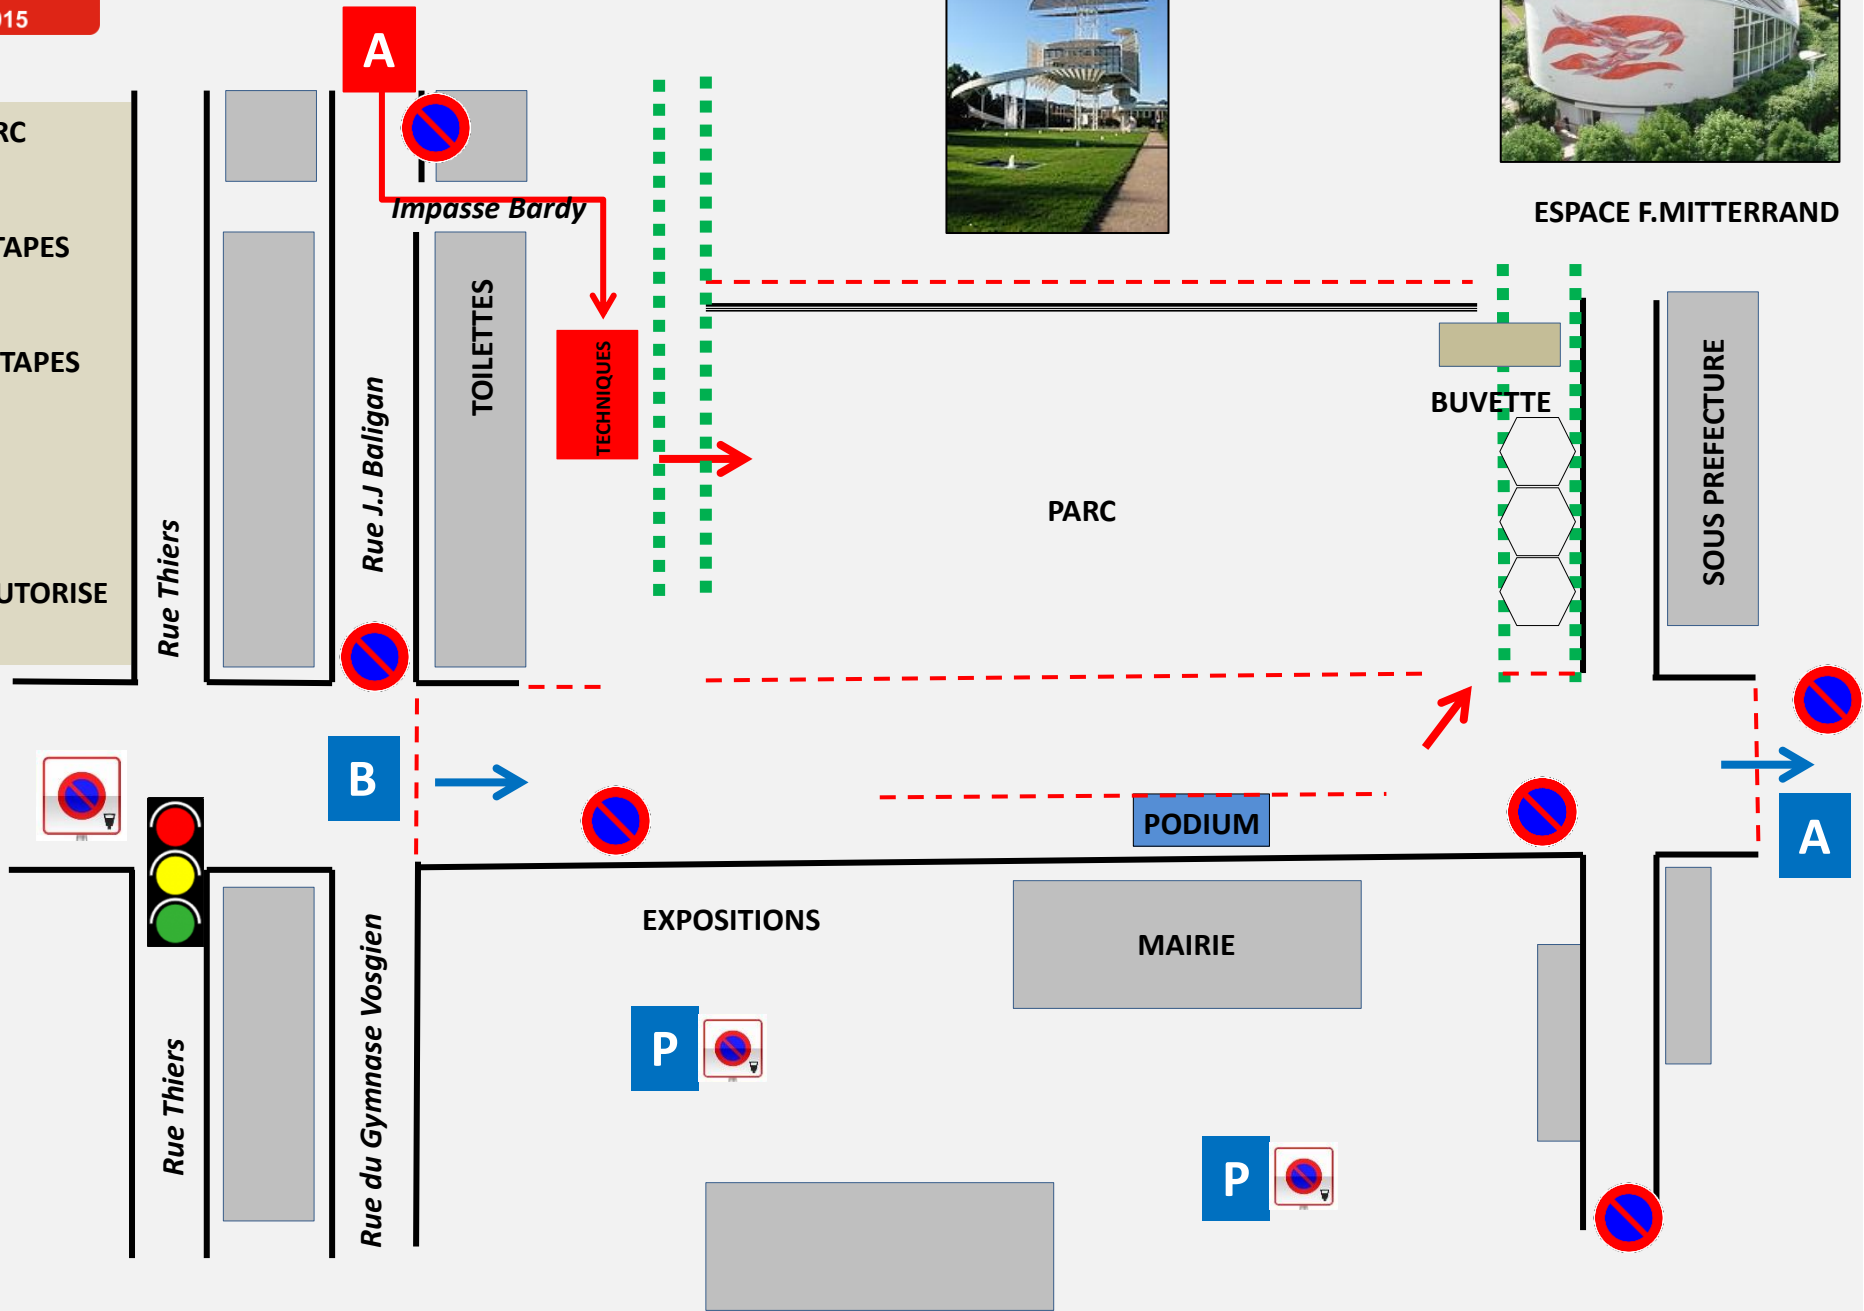 015
A
RC
Impasse Bardy
ESPACE F.MITTERRAND
TAPES
TOILETTES
TECHNIQUES
TAPES
Rue J.J Baligan
BUVETTE
SOUS PREFECTURE
PARC
Rue Thiers
UTORISE
B
PODIUM
A
EXPOSITIONS
MAIRIE
Rue Thiers
Rue du Gymnase Vosgien
P
P